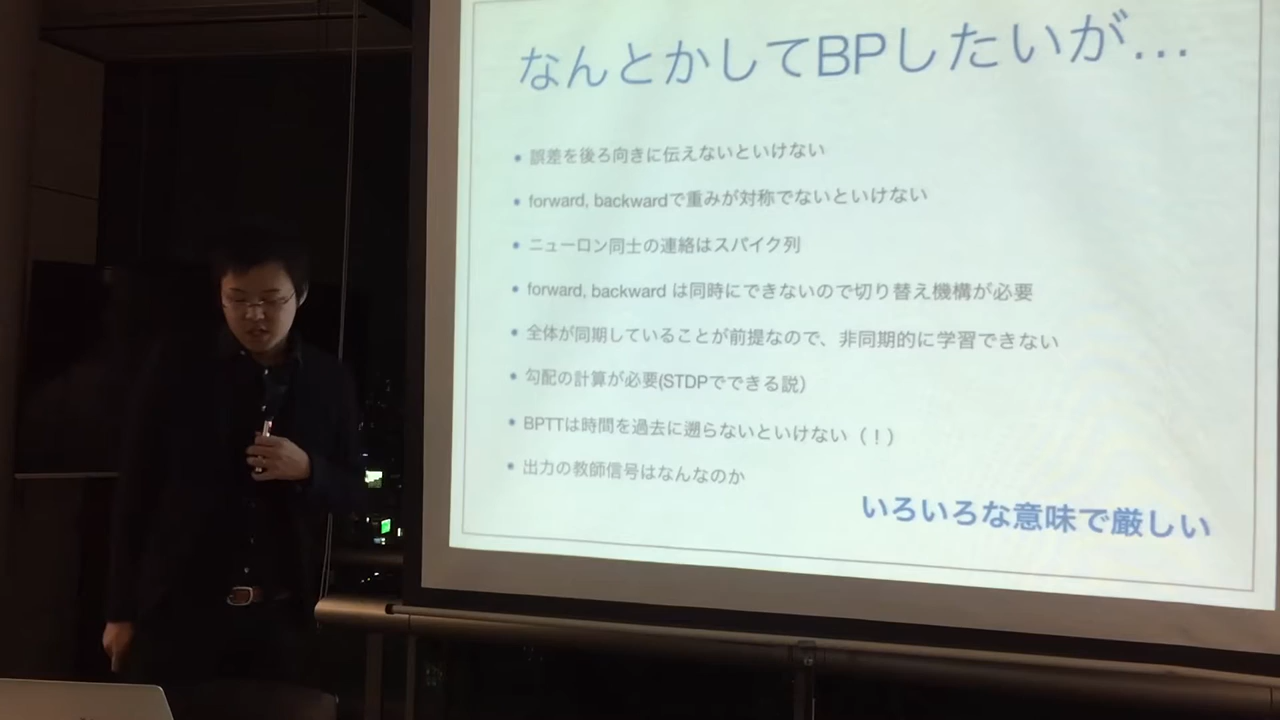 なんとかしてBPしたいが…
• 誤差を後ろ向きに伝えないといけない
• forward, backwardで重みが対称でないといけない
• ニューロン同士の連絡はスパイク列
• forward, backward は同時にできないので切り替え機構が必要
• 全体が同期していることが前提なので、非同期的に学習できない
• 勾配の計算が必要(STDPでできる説)
• BPTTは時間を過去に遡らないといけない（！）
• 出力の教師信号はなんなのか
いろいろな意味で厳しい